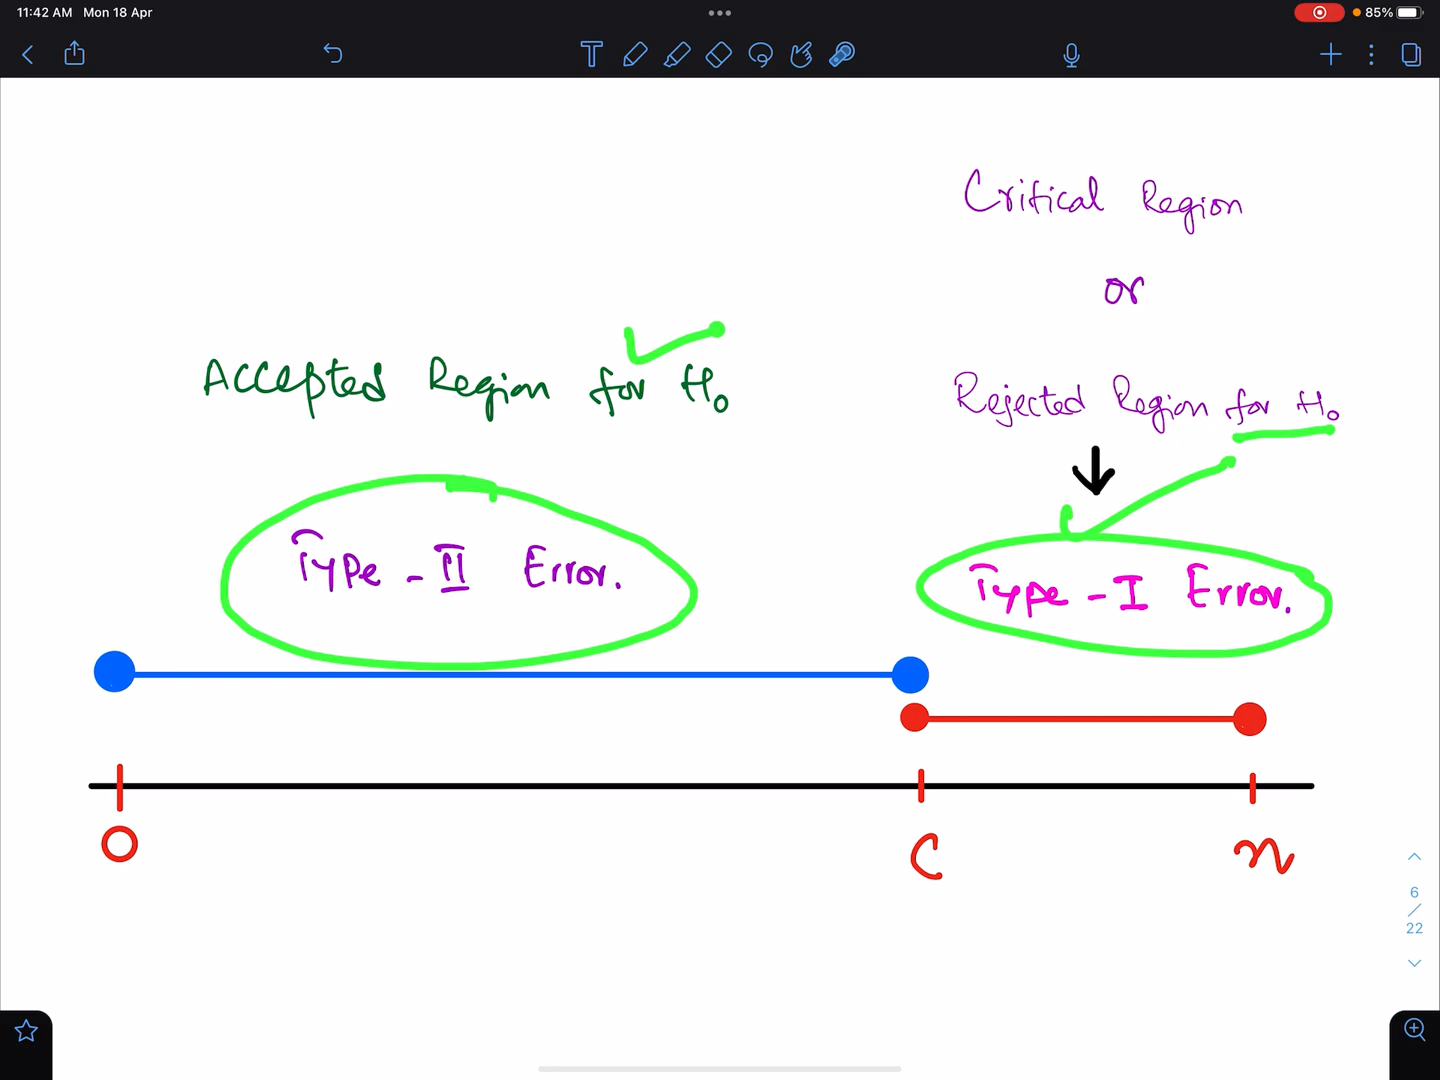 11:42 AM Mon 18 Apr
85%
T
Critical Region
or
Accepted Region for H₀
Rejected Region for H₀
Type - II Error.
Type - I Error.
O
C
n
6
/
22